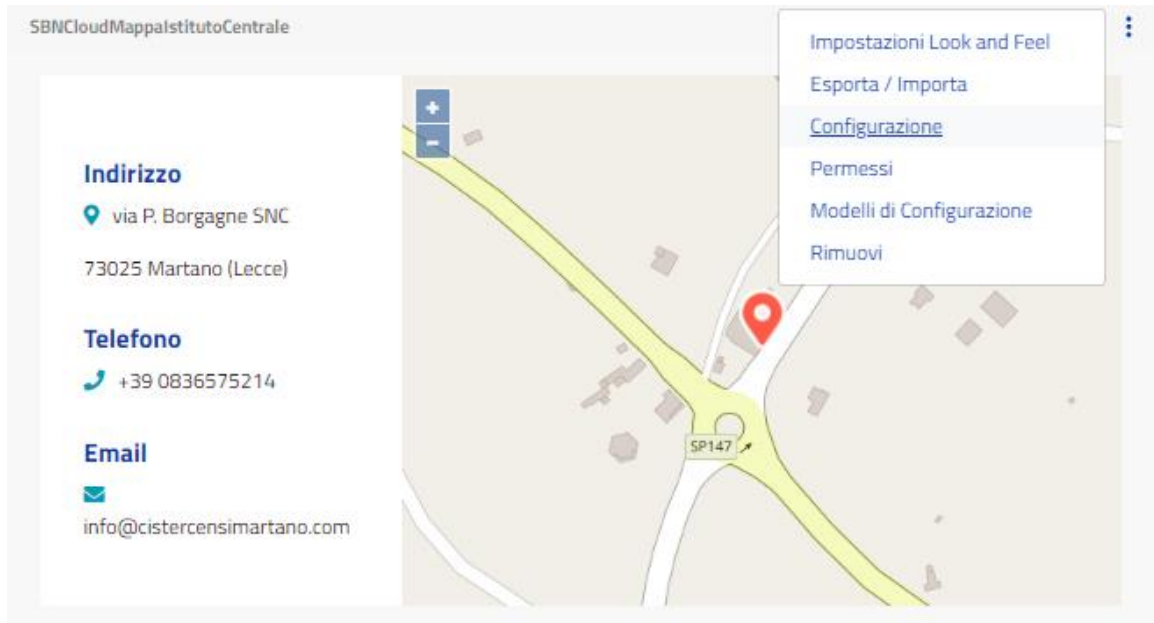 SBNCloudMappaIstitutoCentrale
Impostazioni Look and Feel
Esporta / Importa
Configurazione
Permessi
Modelli di Configurazione
Rimuovi
+
-
Indirizzo
via P. Borgagne SNC
73025 Martano (Lecce)
Telefono
+39 0836575214
Email
info@cistercensimartano.com
SP147